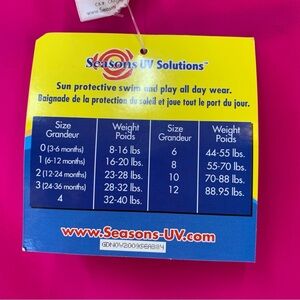 www.Seasons
Seasons UV Solutions™
Sun protective swim and play all day wear.
Baignade de la protection du soleil et joue tout le port du jour.
Size Weight Size Weight
Grandeur Poids Grandeur Poids
0 (3-6 months) 8-16 lbs. 6 44-55 lbs.
1 (6-12 months) 16-20 lbs. 8 55-70 lbs.
2 (12-24 months) 23-28 lbs. 10 70-88 lbs.
3 (24-36 months) 28-32 lbs. 12 88.95 lbs.
4 32-40 lbs.
www.Seasons-UV.com